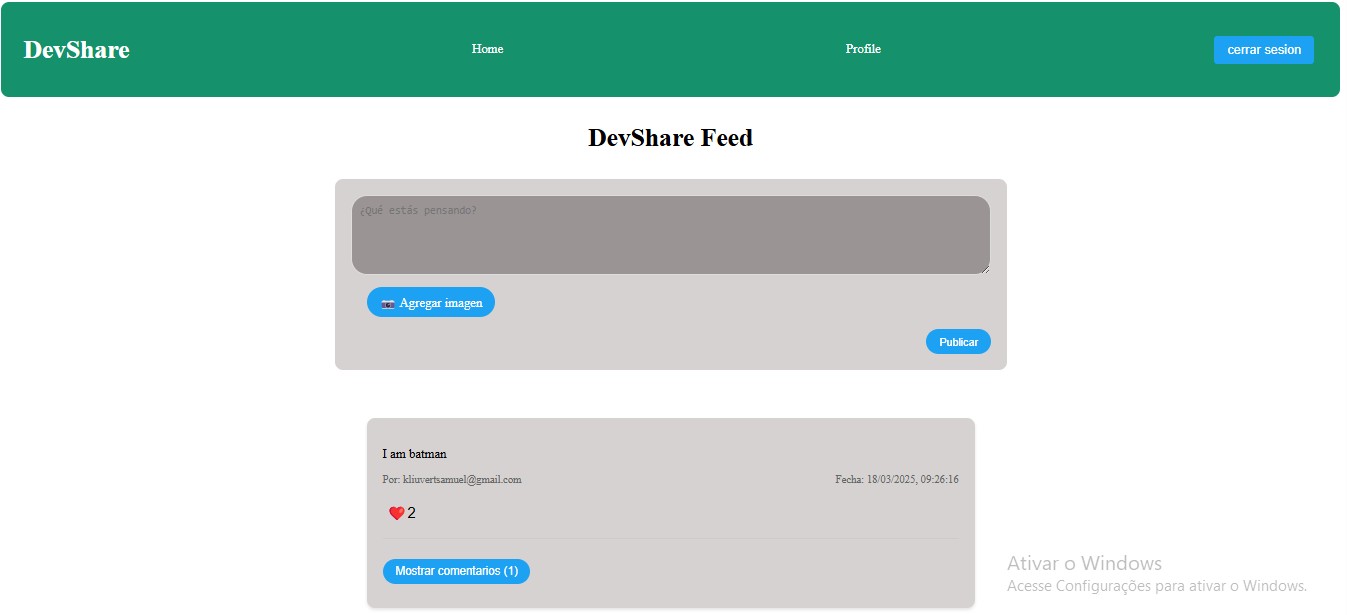 DevShare
Home
Profile
cerrar sesion
DevShare Feed
¿Qué estás pensando?
Agregar imagen
Publicar
I am batman
Por: kliuvertsamuel@gmail.com
Fecha: 18/03/2025, 09:26:16
2
Mostrar comentarios (1)
Ativar o Windows
Acesse Configurações para ativar o Windows.